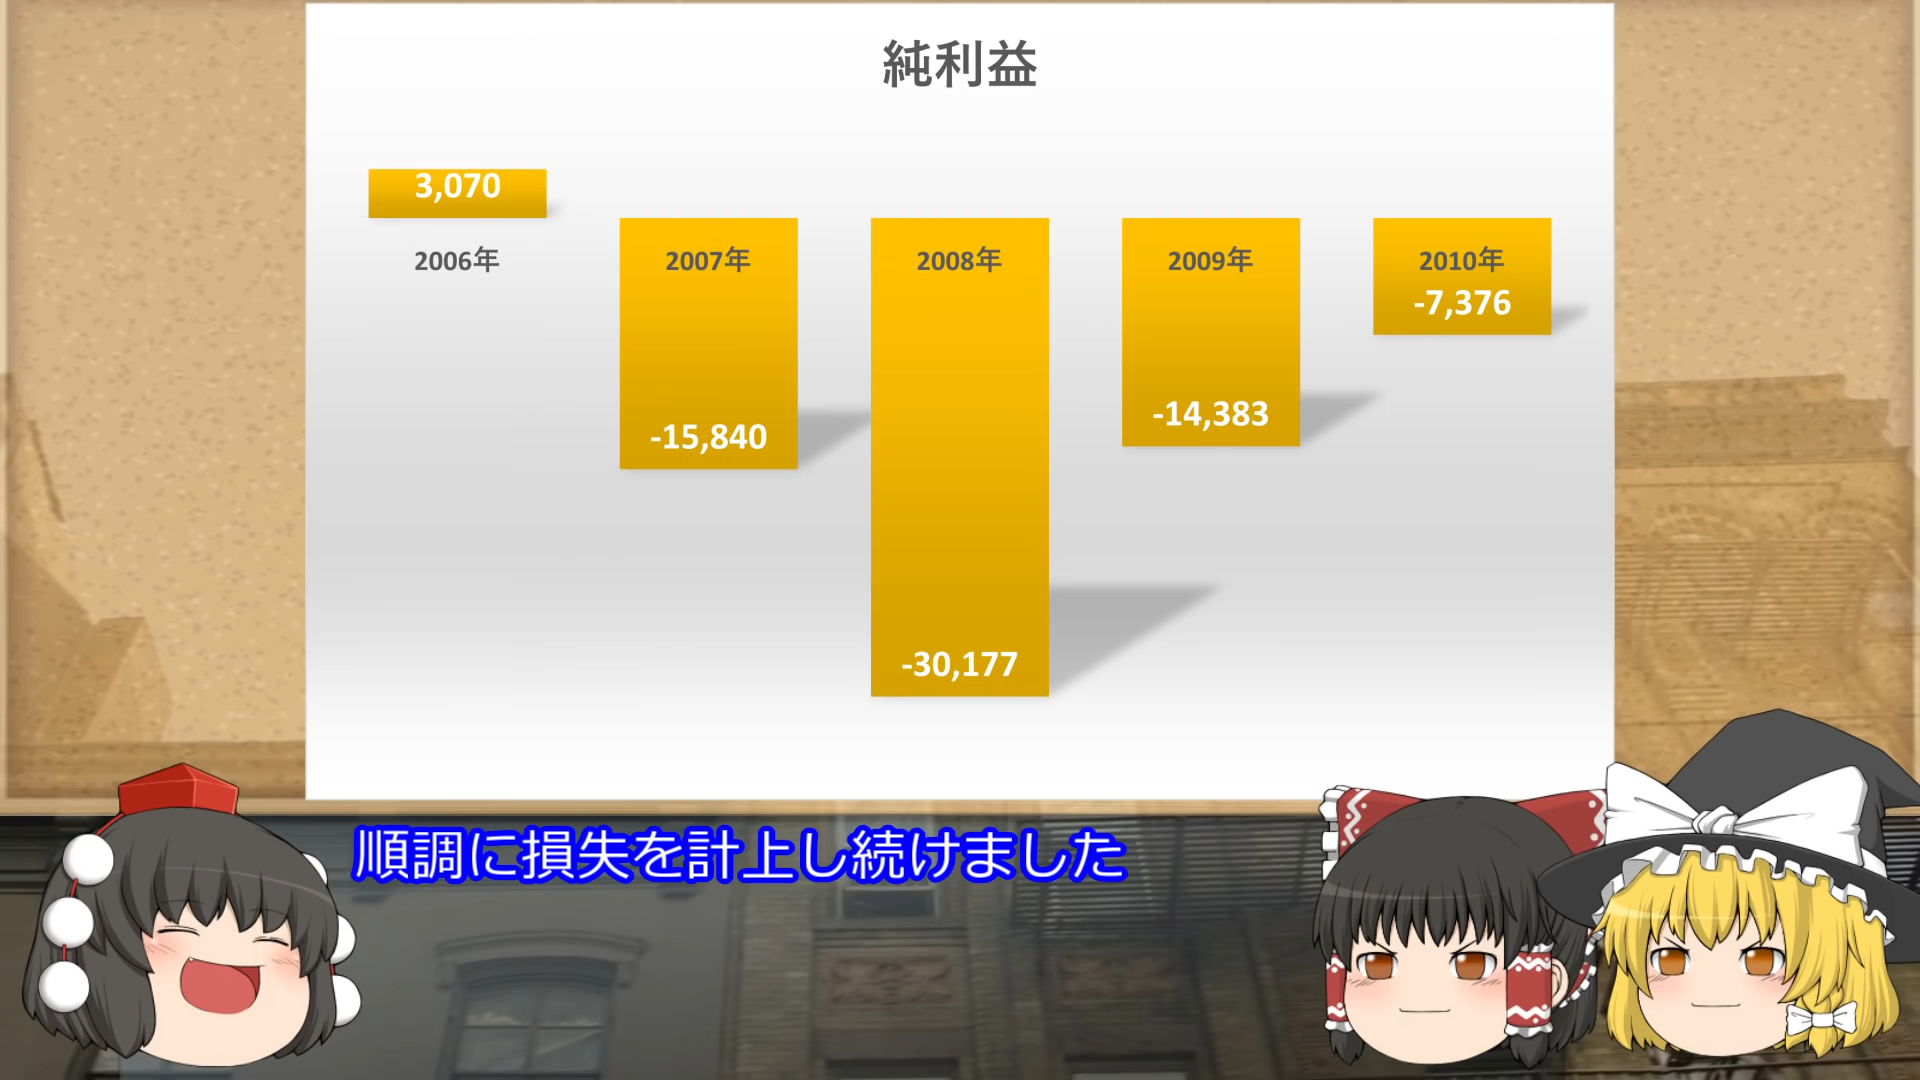 純利益
3,070
2006年
2007年
2008年
2009年
2010年
-7,376
-14,383
-15,840
-30,177
順調に損失を計上し続けました